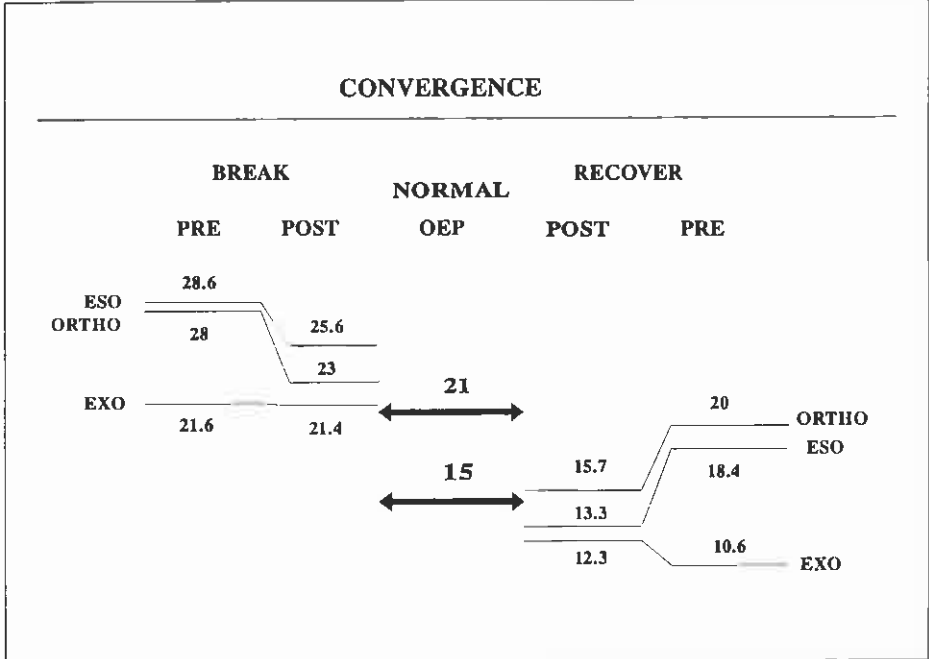 CONVERGENCE
BREAK RECOVER
NORMAL
PRE POST OEP POST PRE
28.6
ESO
ORTHO 28 25.6
23
21
EXO 20 ORTHO
21.6 21.4
ESO
15 15.7 18.4
13.3
12.3 10.6 EXO